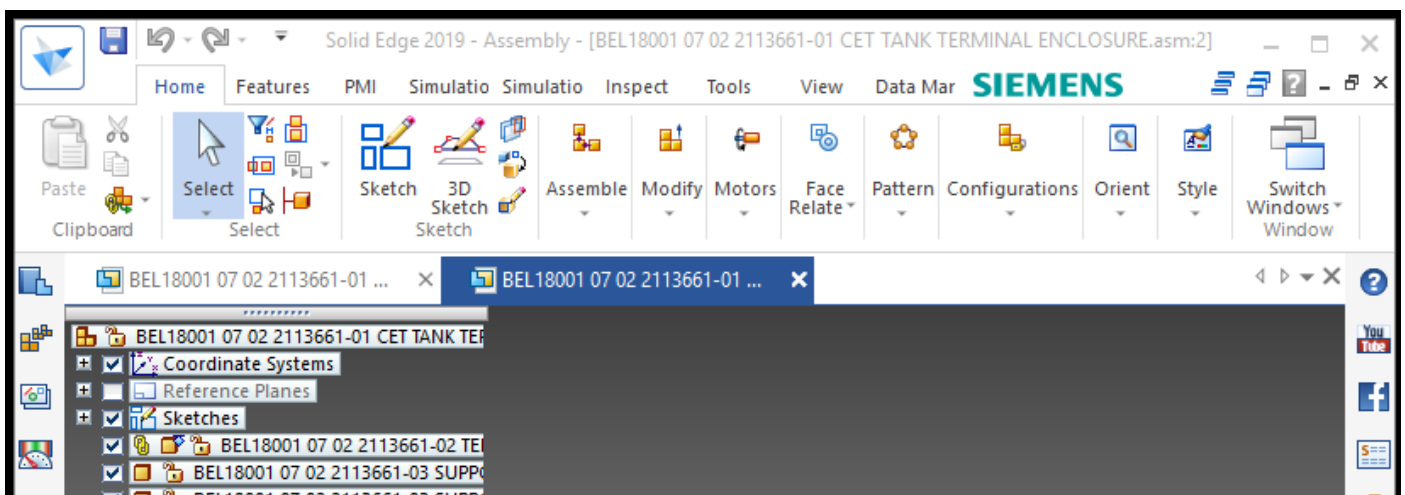 Solid Edge 2019 - Assembly - [BEL18001 07 02 2113661-01 CET TANK TERMINAL ENCLOSURE.asm:2]
Home Features PMI Simulatio Simulatio Inspect Tools View Data Mar SIEMENS
Paste Select Sketch 3D Sketch Assemble Modify Motors Face Relate Pattern Configurations Orient Style Switch Windows
Clipboard Select Sketch Window
BEL18001 07 02 2113661-01 ... BEL18001 07 02 2113661-01 ...
BEL18001 07 02 2113661-01 CET TANK TER
Coordinate Systems
Reference Planes
Sketches
BEL18001 07 02 2113661-02 TEI
BEL18001 07 02 2113661-03 SUPP
You Tube